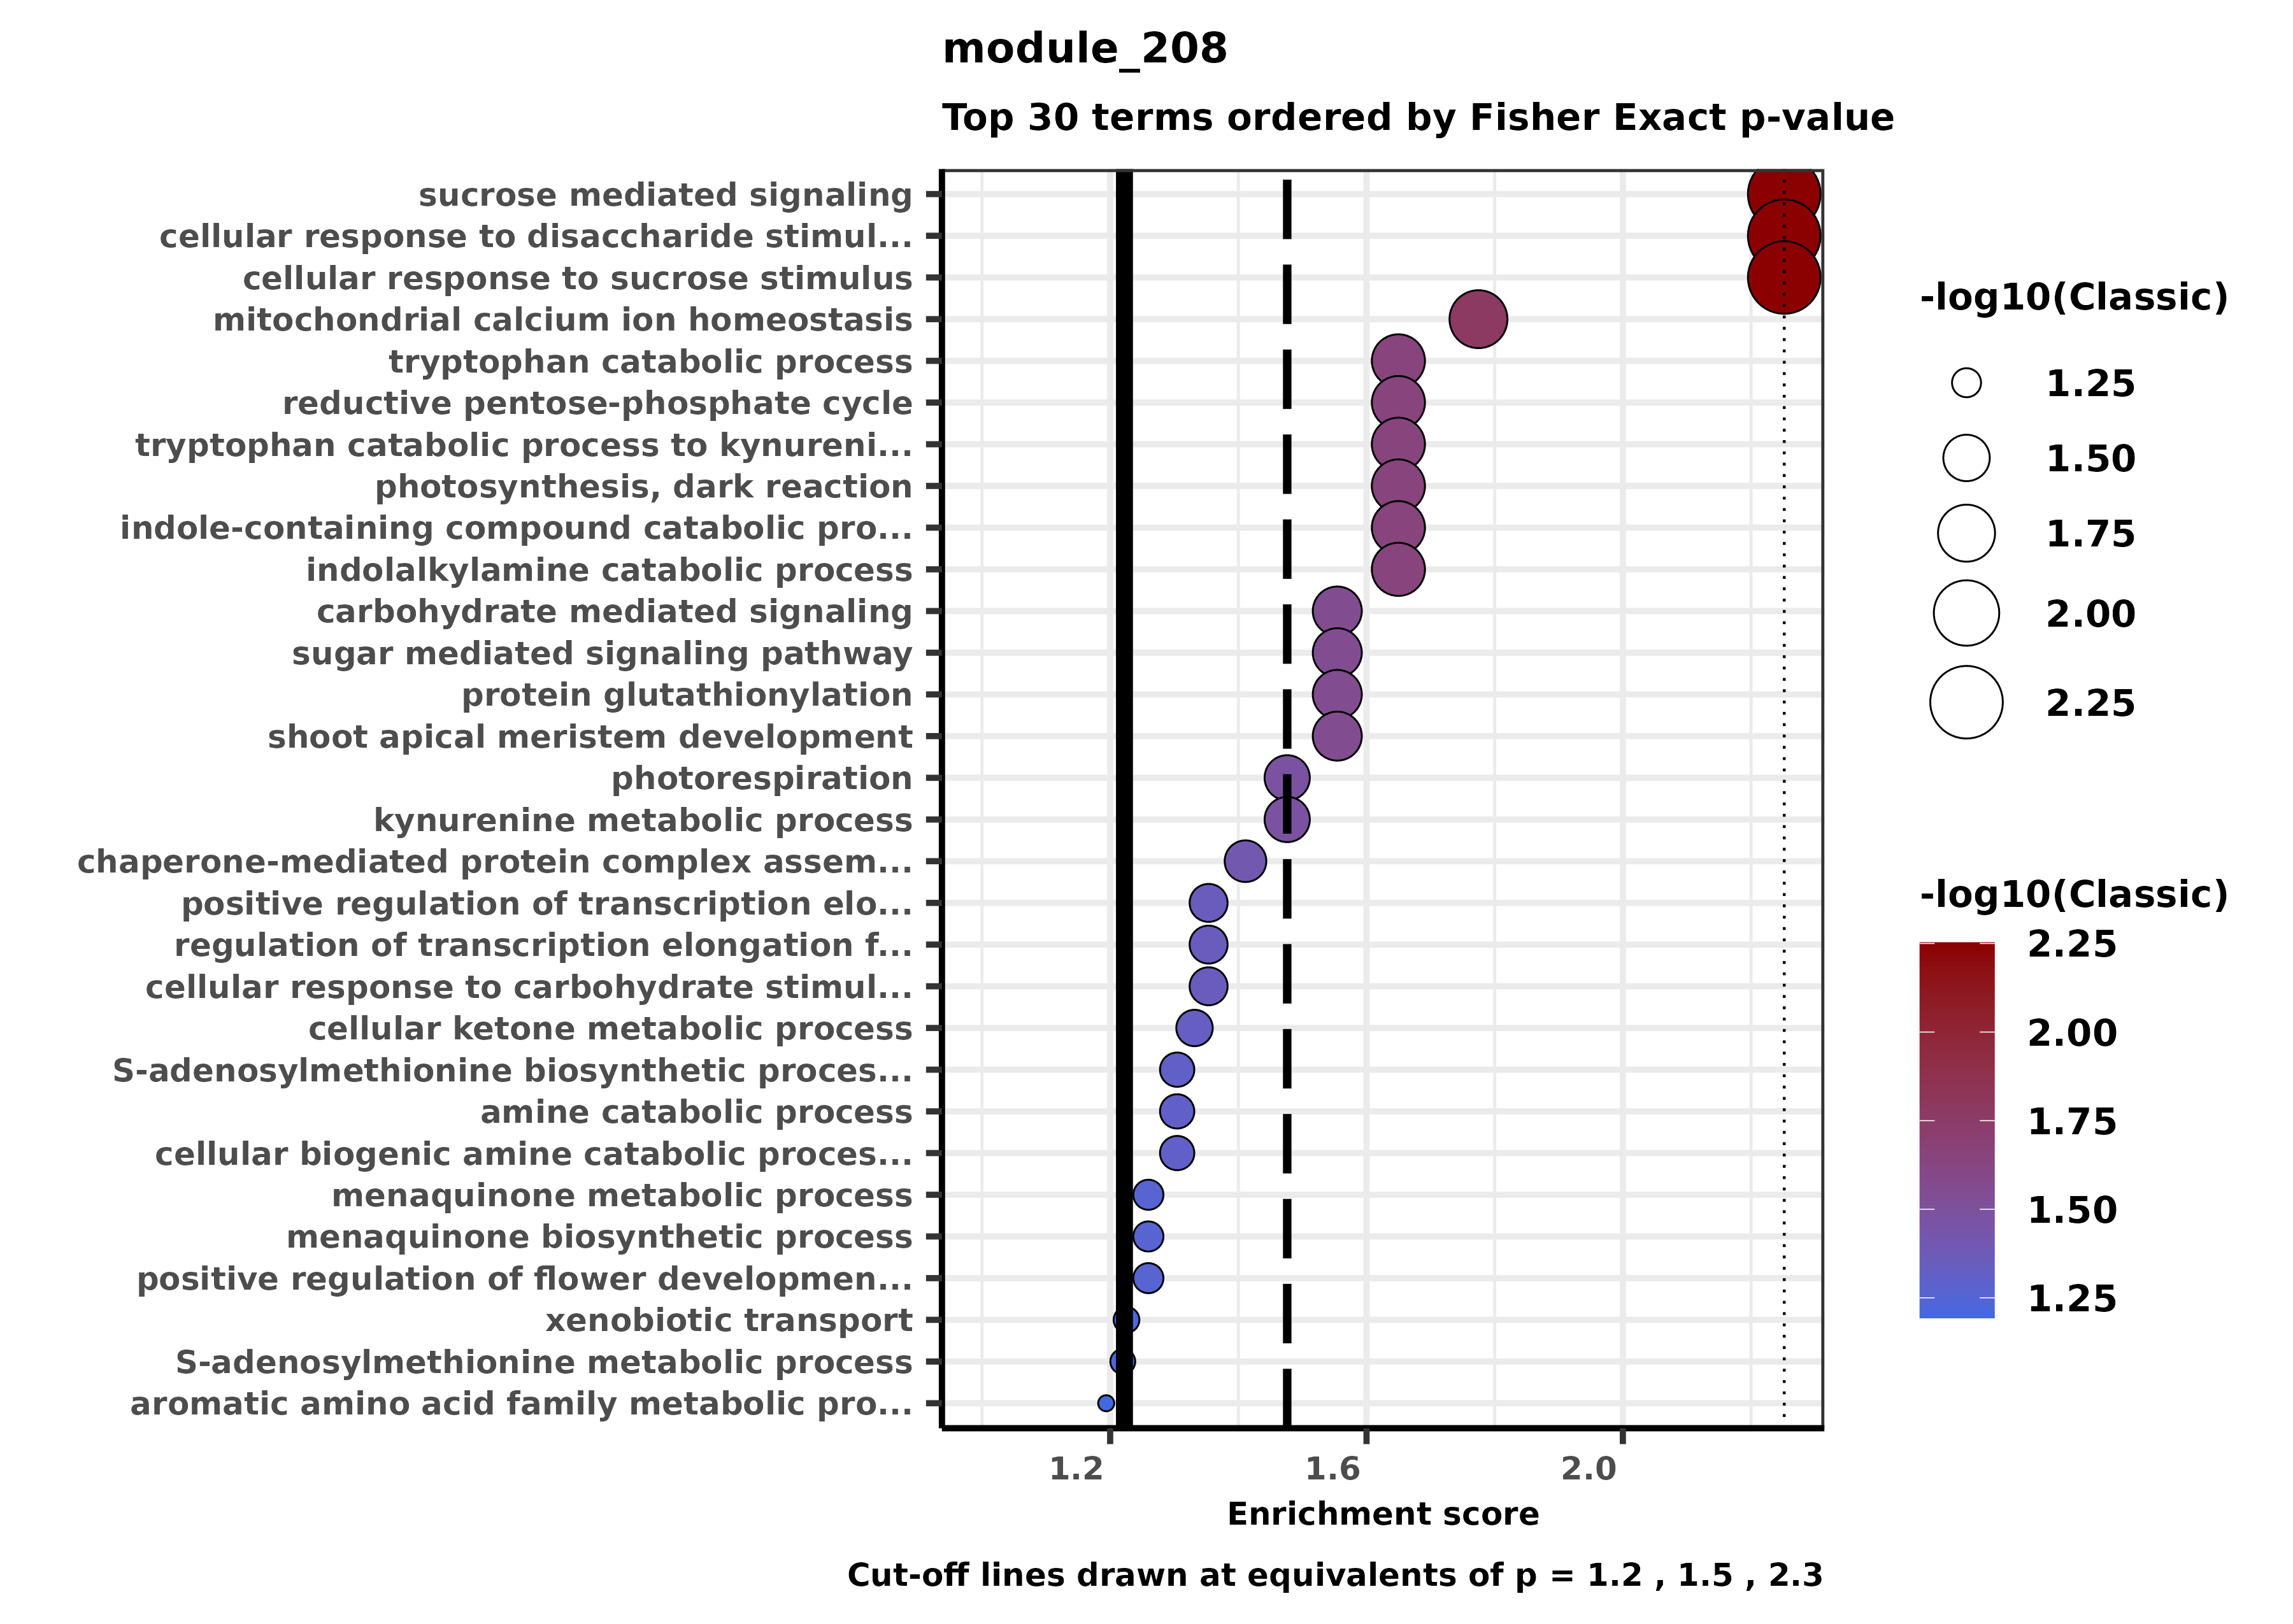 module_208
Top 30 terms ordered by Fisher Exact p-value
sucrose mediated signaling
cellular response to disaccharide stimul...
cellular response to sucrose stimulus
mitochondrial calcium ion homeostasis
tryptophan catabolic process
reductive pentose-phosphate cycle
tryptophan catabolic process to kynureni...
photosynthesis, dark reaction
indole-containing compound catabolic pro...
indolalkylamine catabolic process
carbohydrate mediated signaling
sugar mediated signaling pathway
protein glutathionylation
shoot apical meristem development
photorespiration
kynurenine metabolic process
chaperone-mediated protein complex assem...
positive regulation of transcription elo...
regulation of transcription elongation f...
cellular response to carbohydrate stimul...
cellular ketone metabolic process
S-adenosylmethionine biosynthetic proces...
amine catabolic process
cellular biogenic amine catabolic proces...
menaquinone metabolic process
menaquinone biosynthetic process
positive regulation of flower developmen...
xenobiotic transport
S-adenosylmethionine metabolic process
aromatic amino acid family metabolic pro...
1.2 1.6 2.0
Enrichment score
Cut-off lines drawn at equivalents of p = 1.2 , 1.5 , 2.3
-log10(Classic)
1.25
1.50
1.75
2.00
2.25
-log10(Classic)
2.25
2.00
1.75
1.50
1.25